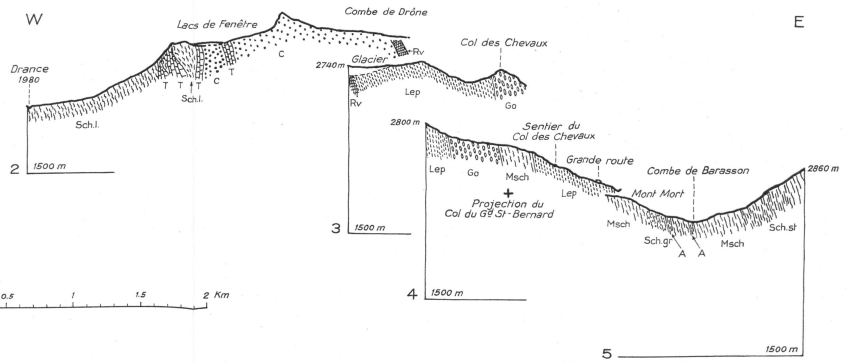 W
E
Lacs de Fenêtre
Combe de Drône
Drance
1980
T T T C T C
Sch.l.
Sch.l.
2 1500 m
Rv
Glacier
2740 m
Col des Chevaux
Rv Lep Go
3 1500 m
2800 m
Sentier du
Col des Chevaux
Grande route
Lep Go Msch Lep
+
Projection du
Col du Gd St-Bernard
4 1500 m
Mont Mort
Combe de Barasson
2860 m
Msch Sch.gr A A Msch Sch.st
5 1500 m
0.5 1 1.5 2 Km